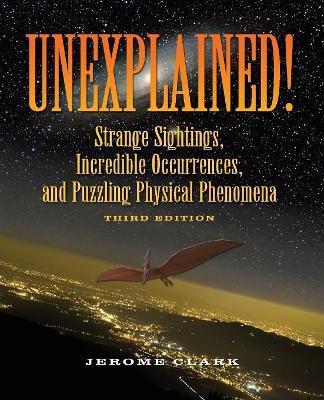 UNEXPLAINED!
Strange Sightings,
Incredible Occurrences,
and Puzzling Physical Phenomena
THIRD EDITION
JEROME CLARK